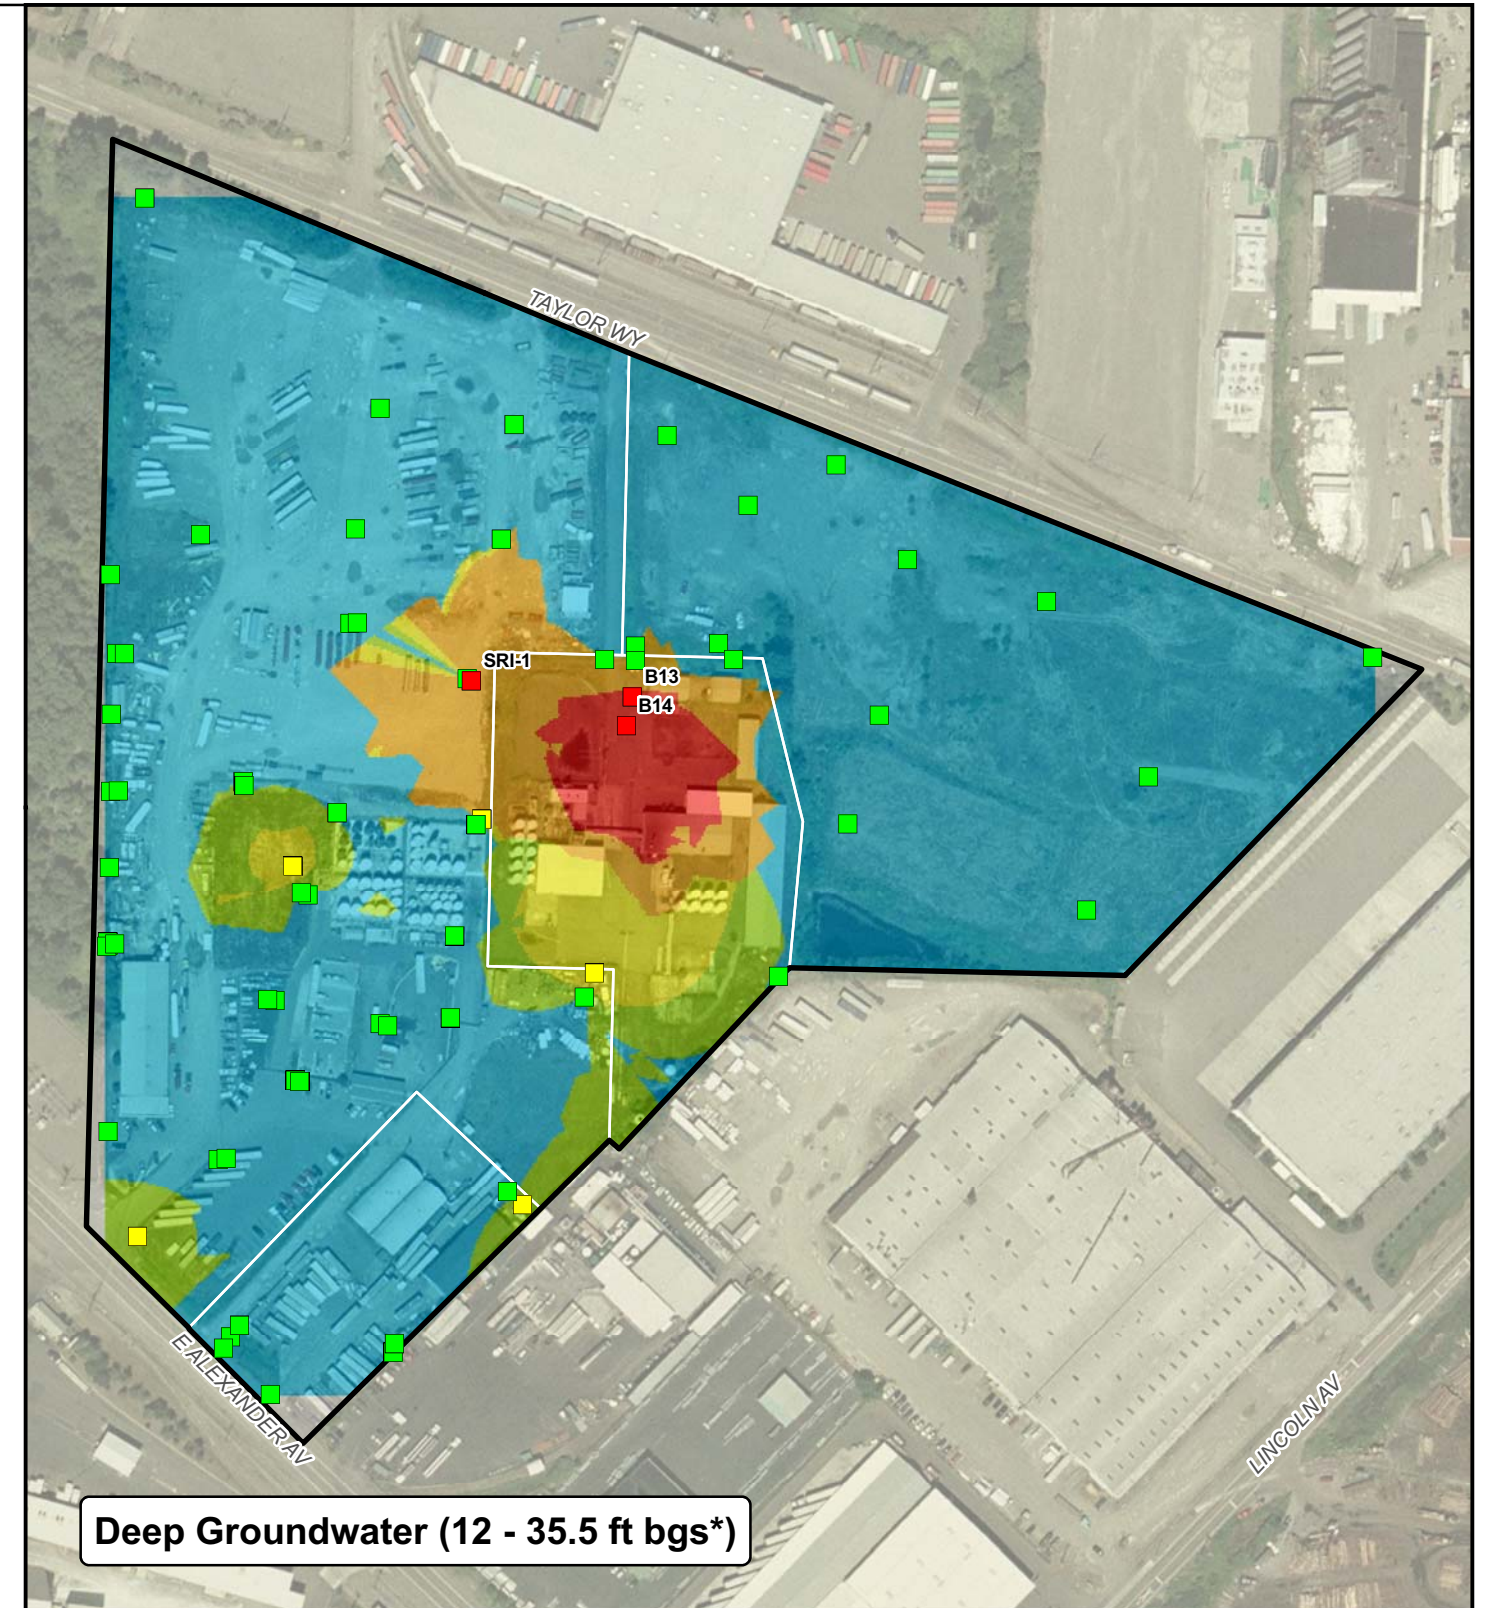 TAYLOR WY
SRI-1
B13
B14
E ALEXANDER AV
LINCOLN AV
Deep Groundwater (12 - 35.5 ft bgs*)